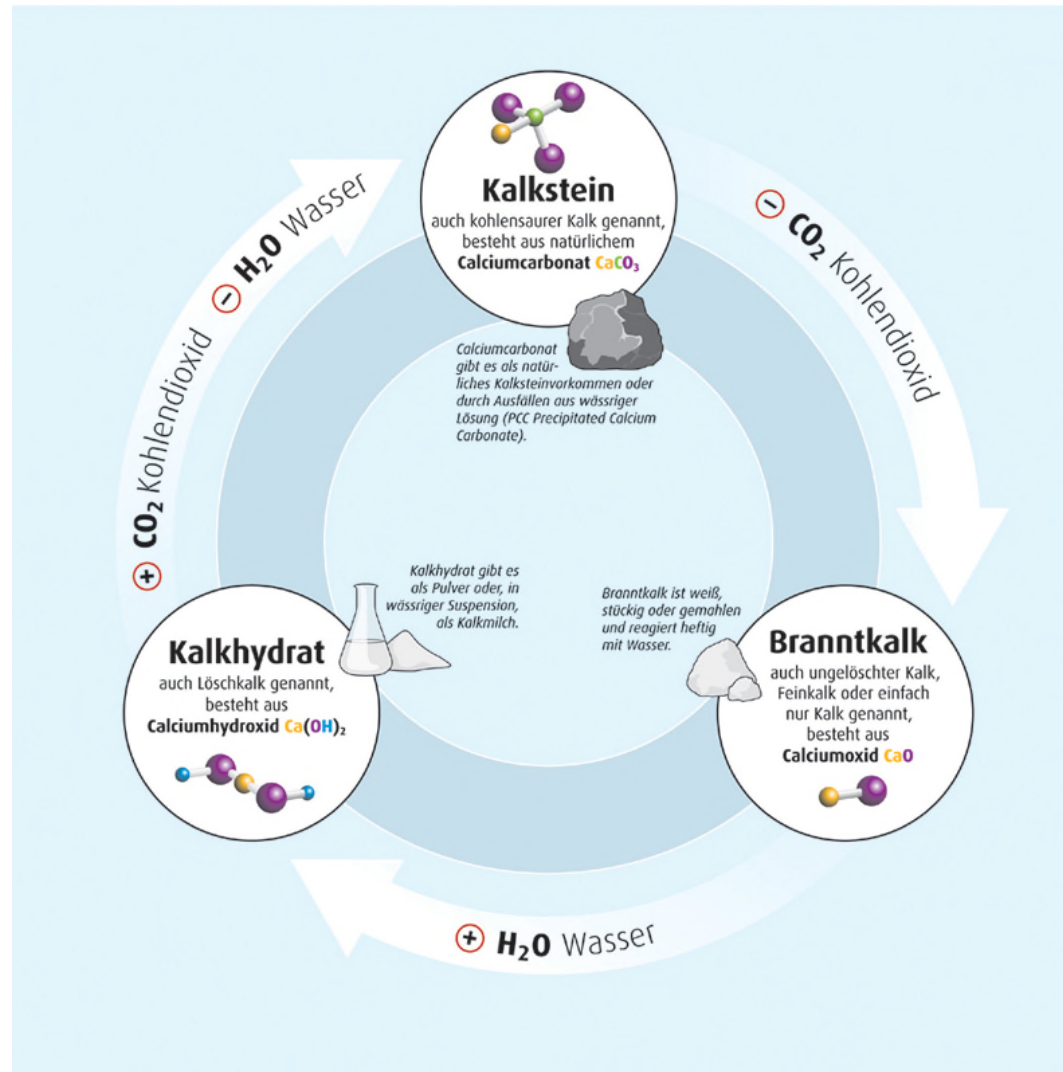 Kalkstein
auch kohlensaurer Kalk genannt,
besteht aus natürlichem
Calciumcarbonat CaCO₃
Calciumcarbonat
gibt es als natür-
liches Kalksteinvorkommen oder
durch Ausfällen aus wässriger
Lösung (PCC Precipitated Calcium
Carbonate).
− CO₂ Kohlendioxid
Branntkalk
auch ungelöschter Kalk,
Feinkalk oder einfach
nur Kalk genannt,
besteht aus
Calciumoxid CaO
Branntkalk ist weiß,
stückig oder gemahlen
und reagiert heftig
mit Wasser.
+ H₂O Wasser
Kalkhydrat
auch Löschkalk genannt,
besteht aus
Calciumhydroxid Ca(OH)₂
Kalkhydrat gibt es
als Pulver oder, in
wässriger Suspension,
als Kalkmilch.
+ CO₂ Kohlendioxid − H₂O Wasser